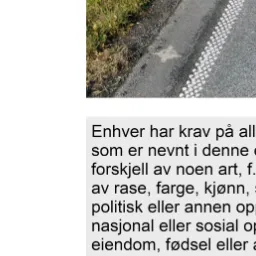 Enhver har krav på all
som er nevnt i denne
forskjell av noen art, f.
av rase, farge, kjønn,
politisk eller annen op
nasjonal eller sosial o
eiendom, fødsel eller